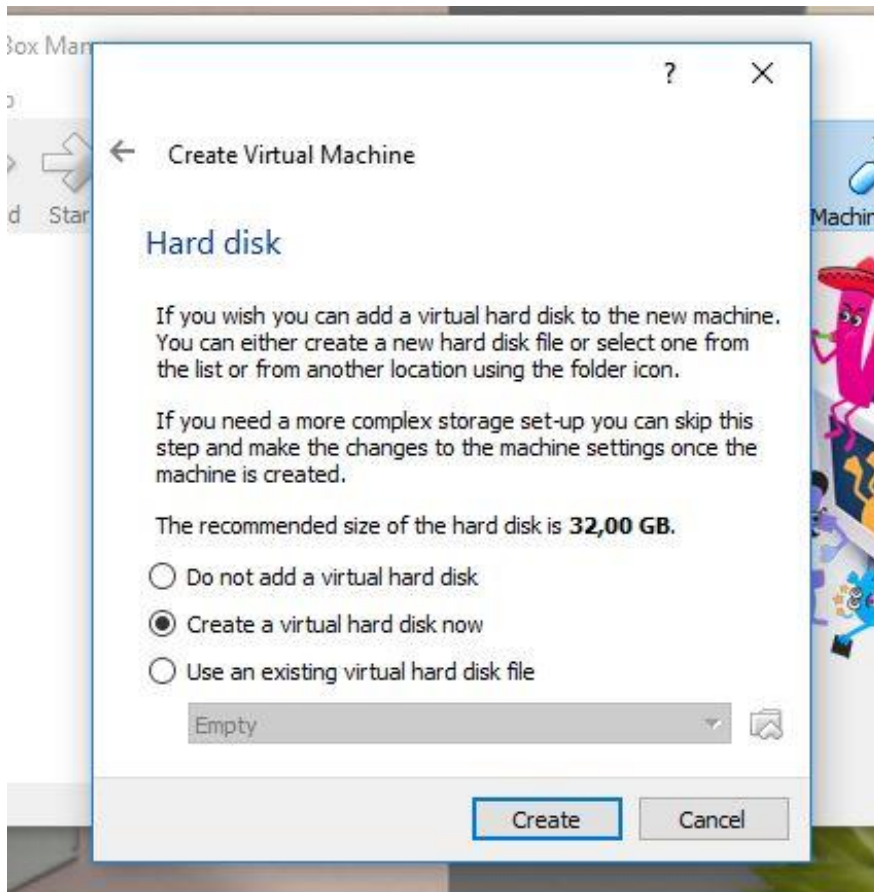 Create Virtual Machine
Star
Hard disk
If you wish you can add a virtual hard disk to the new machine.
You can either create a new hard disk file or select one from
the list or from another location using the folder icon.
If you need a more complex storage set-up you can skip this
step and make the changes to the machine settings once the
machine is created.
The recommended size of the hard disk is 32,00 GB.
Do not add a virtual hard disk
Create a virtual hard disk now
Use an existing virtual hard disk file
Empty
Create
Cancel